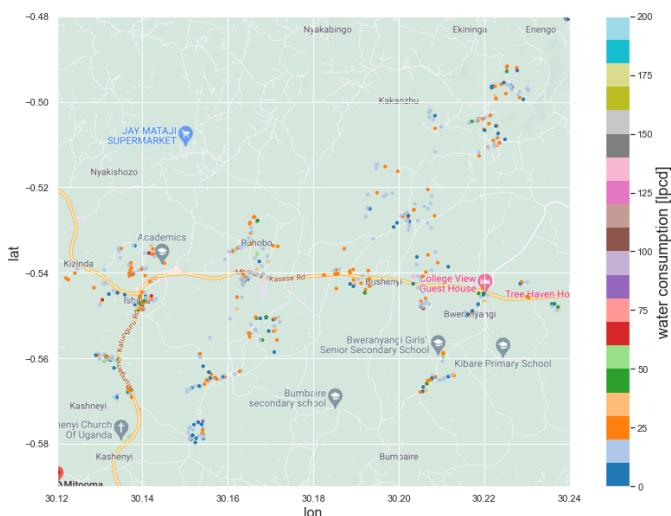 -0.48
Nyakabingo
Ekininga
Enengo
200
175
-0.50
Kakanzhu
JAY MATAJI
SUPERMARKET
150
Nyakishozo
-0.52
125
Academics
Ruhobo
Kizinda
-0.54
Mbarara - Kasese Rd
Bushenyi
College View
Guest House
Tree Haven Ho
100
Ishaka
Bweranyangi
Bweranyangi Girls'
Senior Secondary School
Kibare Primary School
-0.56
75
Bumbaire
secondary school
Kashneyi
50
henyi Church
Of Uganda
-0.58
Kashenyi
Bumbaire
25
Mitooma
0
30.12
30.14
30.16
30.18
30.20
30.22
30.24
lon
lat
water consumption [lpcd]